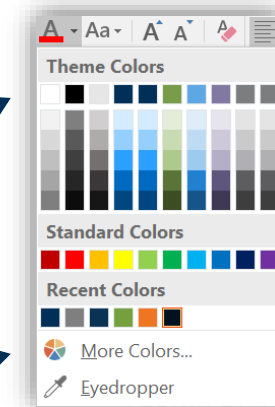 A Aa A A
Theme Colors
Standard Colors
Recent Colors
More Colors...
Eyedropper